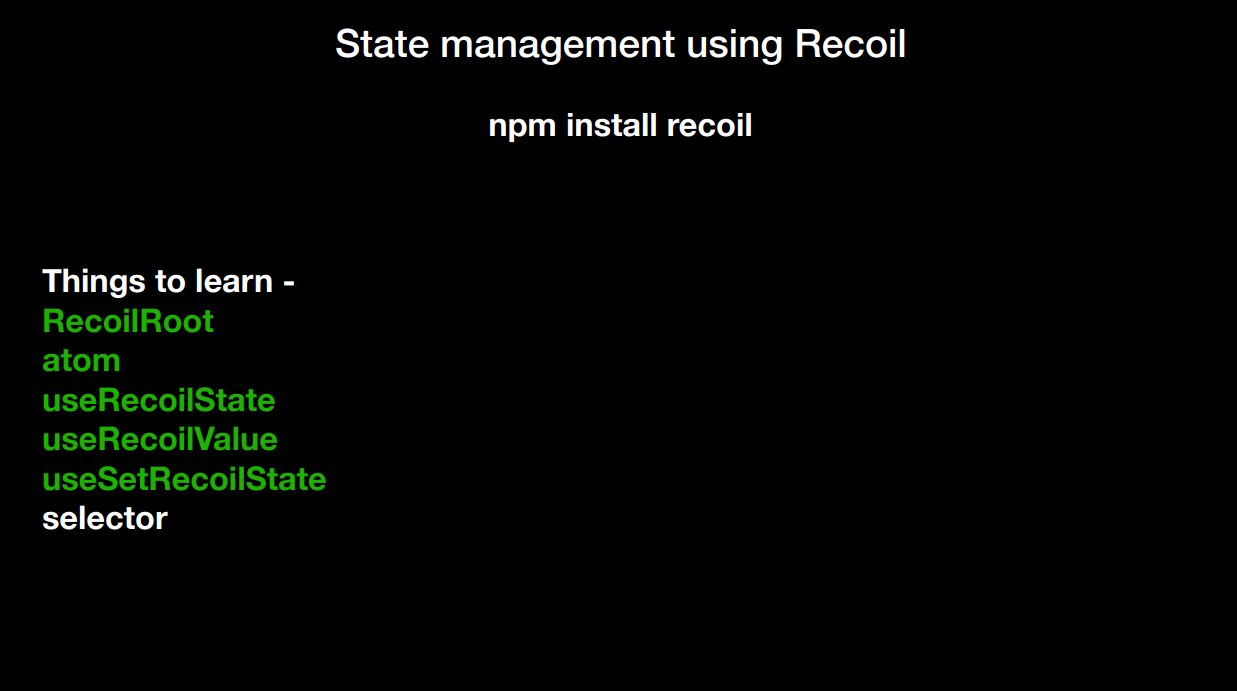 State management using Recoil
npm install recoil
Things to learn -
RecoilRoot
atom
useRecoilState
useRecoilValue
useSetRecoilState
selector